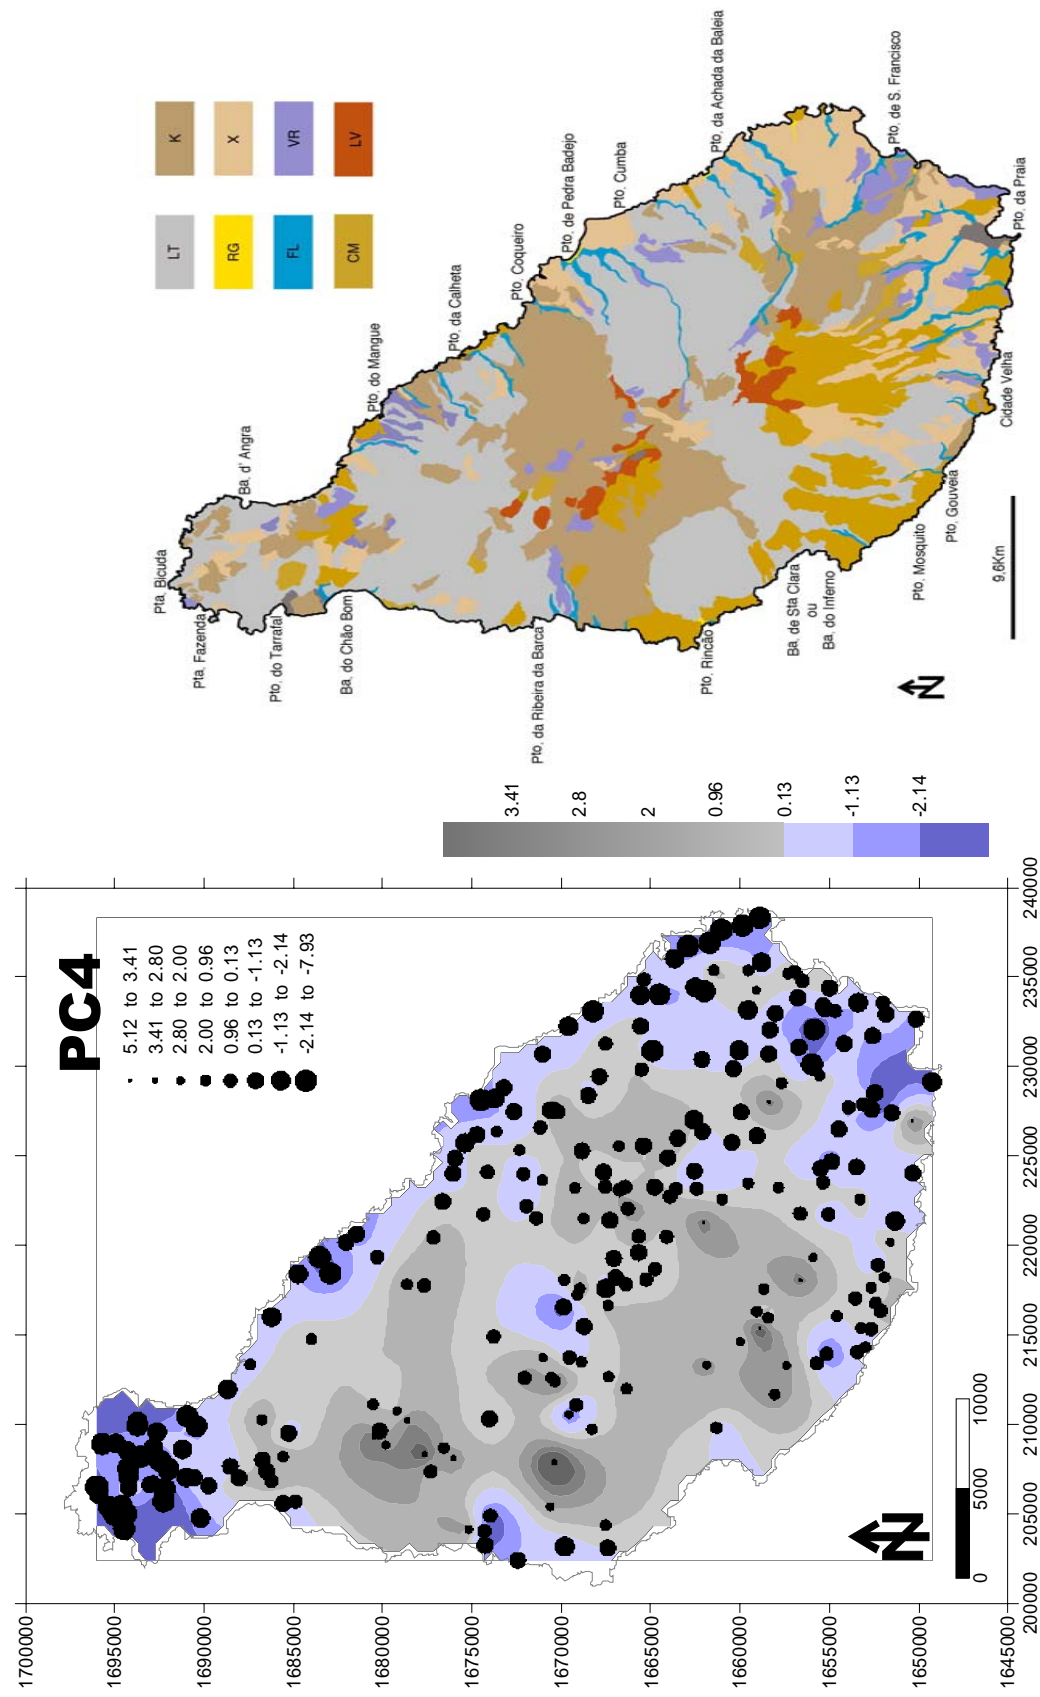 K
X
VR
LV
LT
RG
FL
CM
Pta. Bicuda
Pta. Fazenda
Ba. d' Angra
Pto. do Tarrafal
Ba. do Chão Bom
Pto. do Mangue
Pto. da Calheta
Pto. Coqueiro
Pto. de Pedra Badejo
Pto. Cumba
Pto. da Achada da Baleia
Pto. de S. Francisco
Pto. da Praia
Cidade Velha
Pto. Gouveia
Pto. Mosquito
Ba. de Sta Clara
ou
Ba. do Inferno
Pto. Rincão
Pto. da Ribeira da Barca
9,6Km
N
PC4
5.12 to 3.41
3.41 to 2.80
2.80 to 2.00
2.00 to 0.96
0.96 to 0.13
0.13 to -1.13
-1.13 to -2.14
-2.14 to -7.93
3.41
2.8
2
0.96
0.13
-1.13
-2.14
1700000
1695000
1690000
1685000
1680000
1675000
1670000
1665000
1660000
1655000
1650000
1645000
200000
205000
210000
215000
220000
225000
230000
235000
240000
N
0
5000
10000